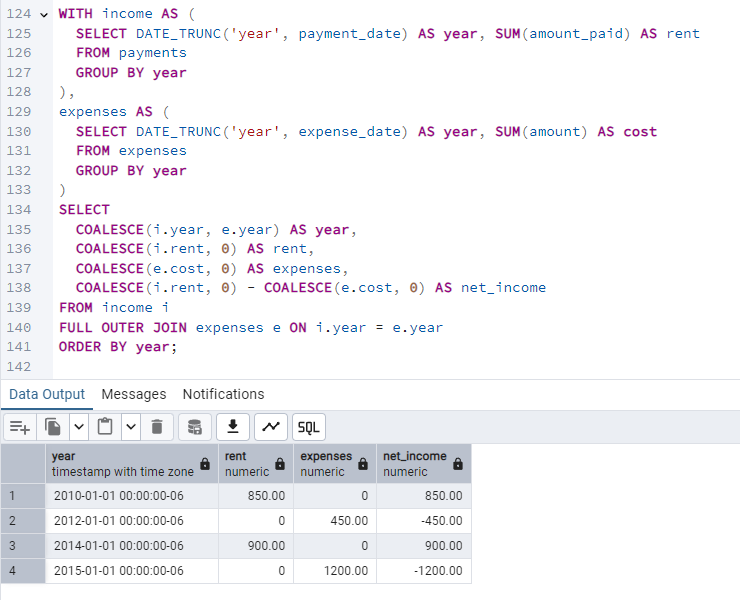 124 WITH income AS (
125 SELECT DATE_TRUNC('year', payment_date) AS year, SUM(amount_paid) AS rent
126 FROM payments
127 GROUP BY year
128 ),
129 expenses AS (
130 SELECT DATE_TRUNC('year', expense_date) AS year, SUM(amount) AS cost
131 FROM expenses
132 GROUP BY year
133 )
134 SELECT
135 COALESCE(i.year, e.year) AS year,
136 COALESCE(i.rent, 0) AS rent,
137 COALESCE(e.cost, 0) AS expenses,
138 COALESCE(i.rent, 0) - COALESCE(e.cost, 0) AS net_income
139 FROM income i
140 FULL OUTER JOIN expenses e ON i.year = e.year
141 ORDER BY year;
142
Data Output Messages Notifications
SQL
year rent expenses net_income
timestamp with time zone numeric numeric numeric
1 2010-01-01 00:00:00-06 850.00 0 850.00
2 2012-01-01 00:00:00-06 0 450.00 -450.00
3 2014-01-01 00:00:00-06 900.00 0 900.00
4 2015-01-01 00:00:00-06 0 1200.00 -1200.00